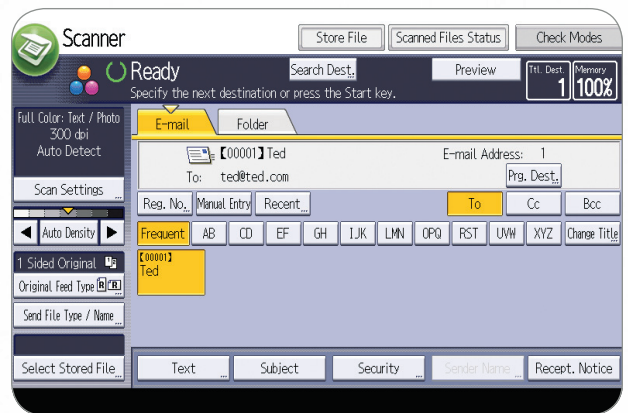 Scanner
Store File
Scanned Files Status
Check Modes
Ready
Search Dest.
Preview
Ttl. Dest.
1
Memory
100%
Specify the next destination or press the Start key.
Full Color: Text / Photo
300 dpi
Auto Detect
Scan Settings
Auto Density
1 Sided Original
Original Feed Type
Send File Type / Name
Select Stored File
E-mail
Folder
【00001】Ted
E-mail Address: 1
To: ted@ted.com
Prg. Dest.
Reg. No.
Manual Entry
Recent
To
Cc
Bcc
Frequent
AB
CD
EF
GH
IJK
LMN
OPQ
RST
UVW
XYZ
Change Title
【00001】
Ted
Text
Subject
Security
Sender Name
Recept. Notice